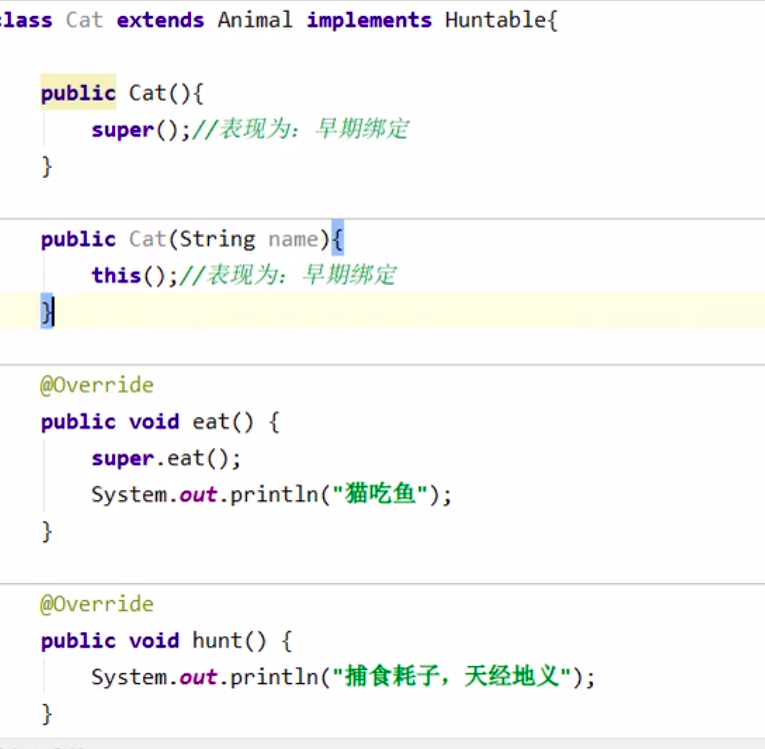 class Cat extends Animal implements Huntable{
public Cat(){
super();//表现为：早期绑定
}
public Cat(String name){
this();//表现为：早期绑定
}
@Override
public void eat() {
super.eat();
System.out.println("猫吃鱼");
}
@Override
public void hunt() {
System.out.println("捕食耗子，天经地义");
}